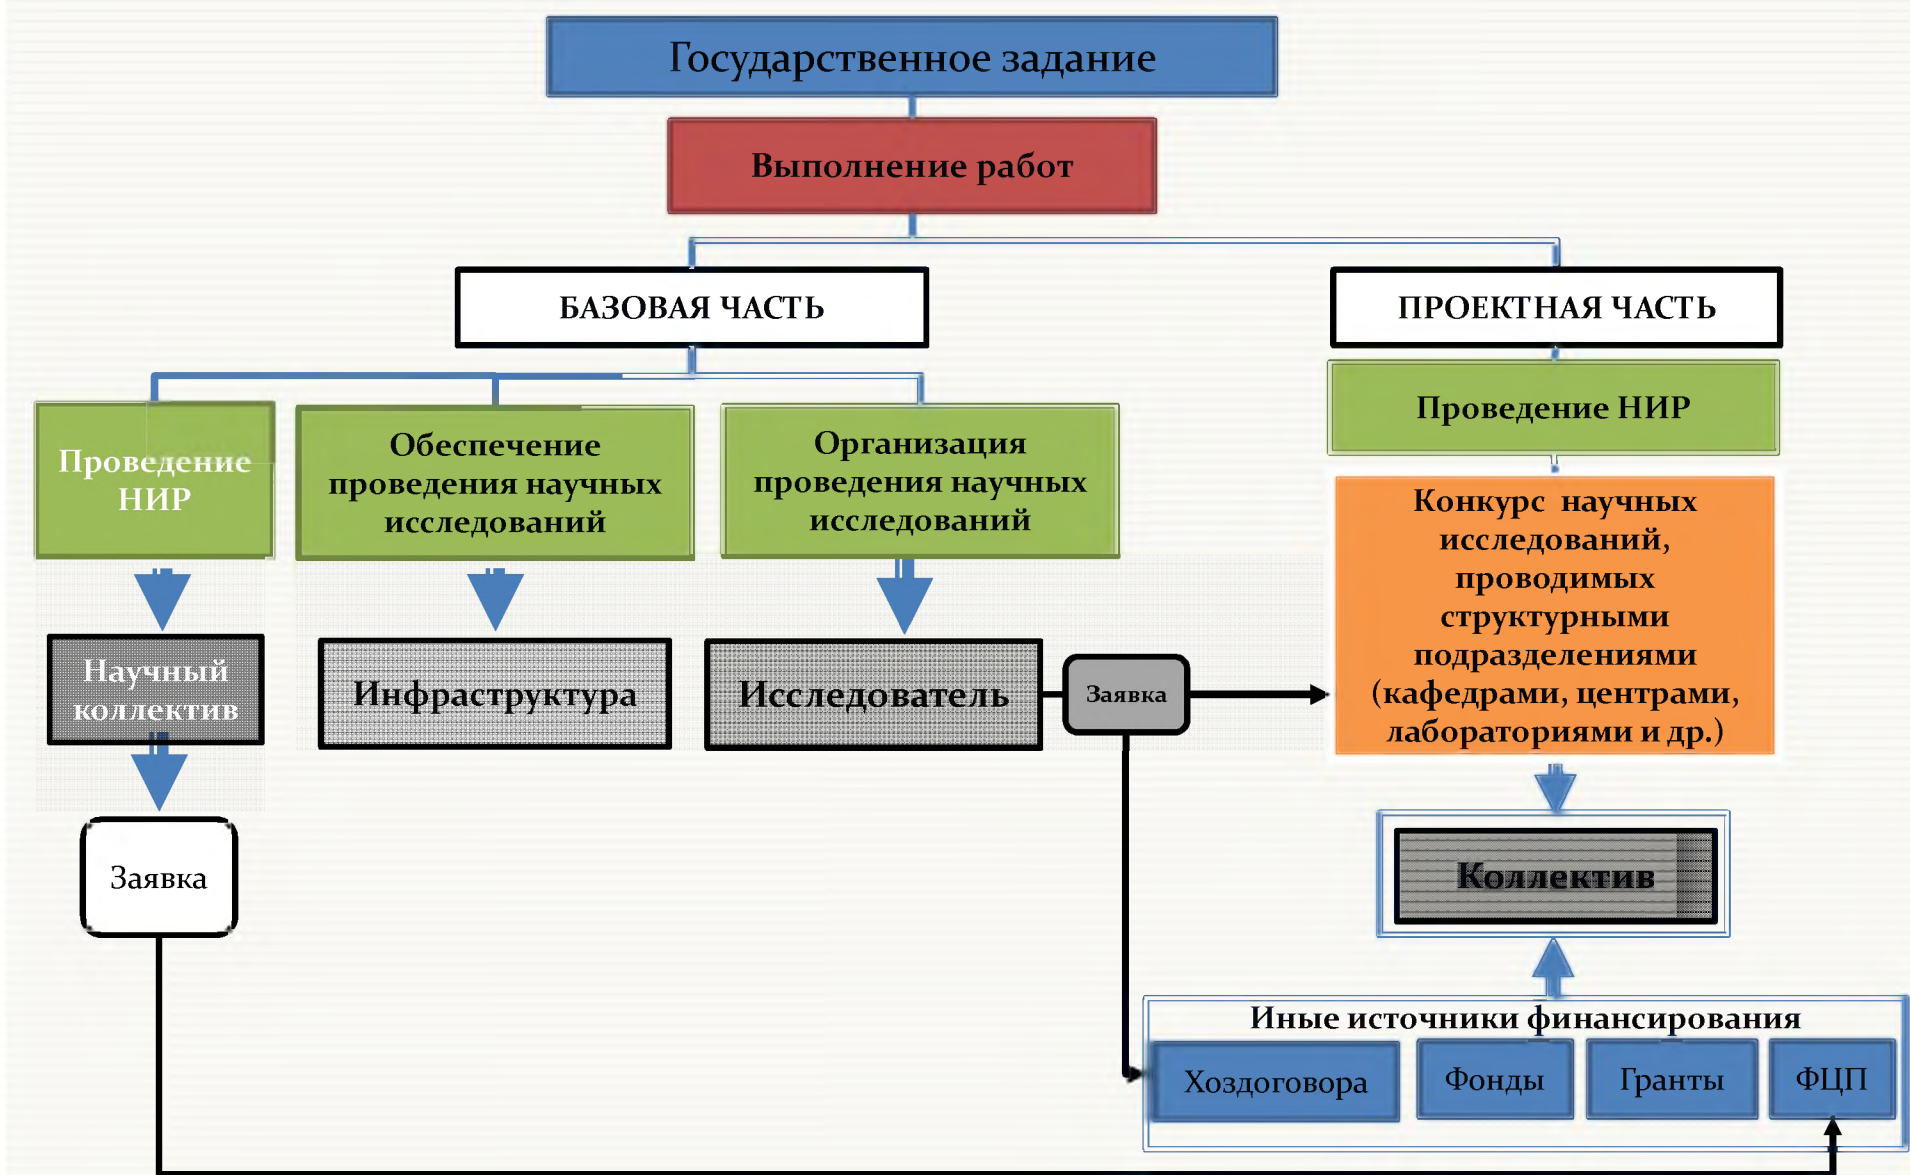 Государственное задание
Выполнение работ
БАЗОВАЯ ЧАСТЬ
ПРОЕКТНАЯ ЧАСТЬ
Проведение
НИР
Обеспечение
проведения научных
исследований
Организация
проведения научных
исследований
Проведение НИР
Конкурс научных
исследований,
проводимых
структурными
подразделениями
(кафедрами, центрами,
лабораториями и др.)
Научный
коллектив
Инфраструктура
Исследователь
Заявка
Заявка
Коллектив
Иные источники финансирования
Хоздоговора
Фонды
Гранты
ФЦП